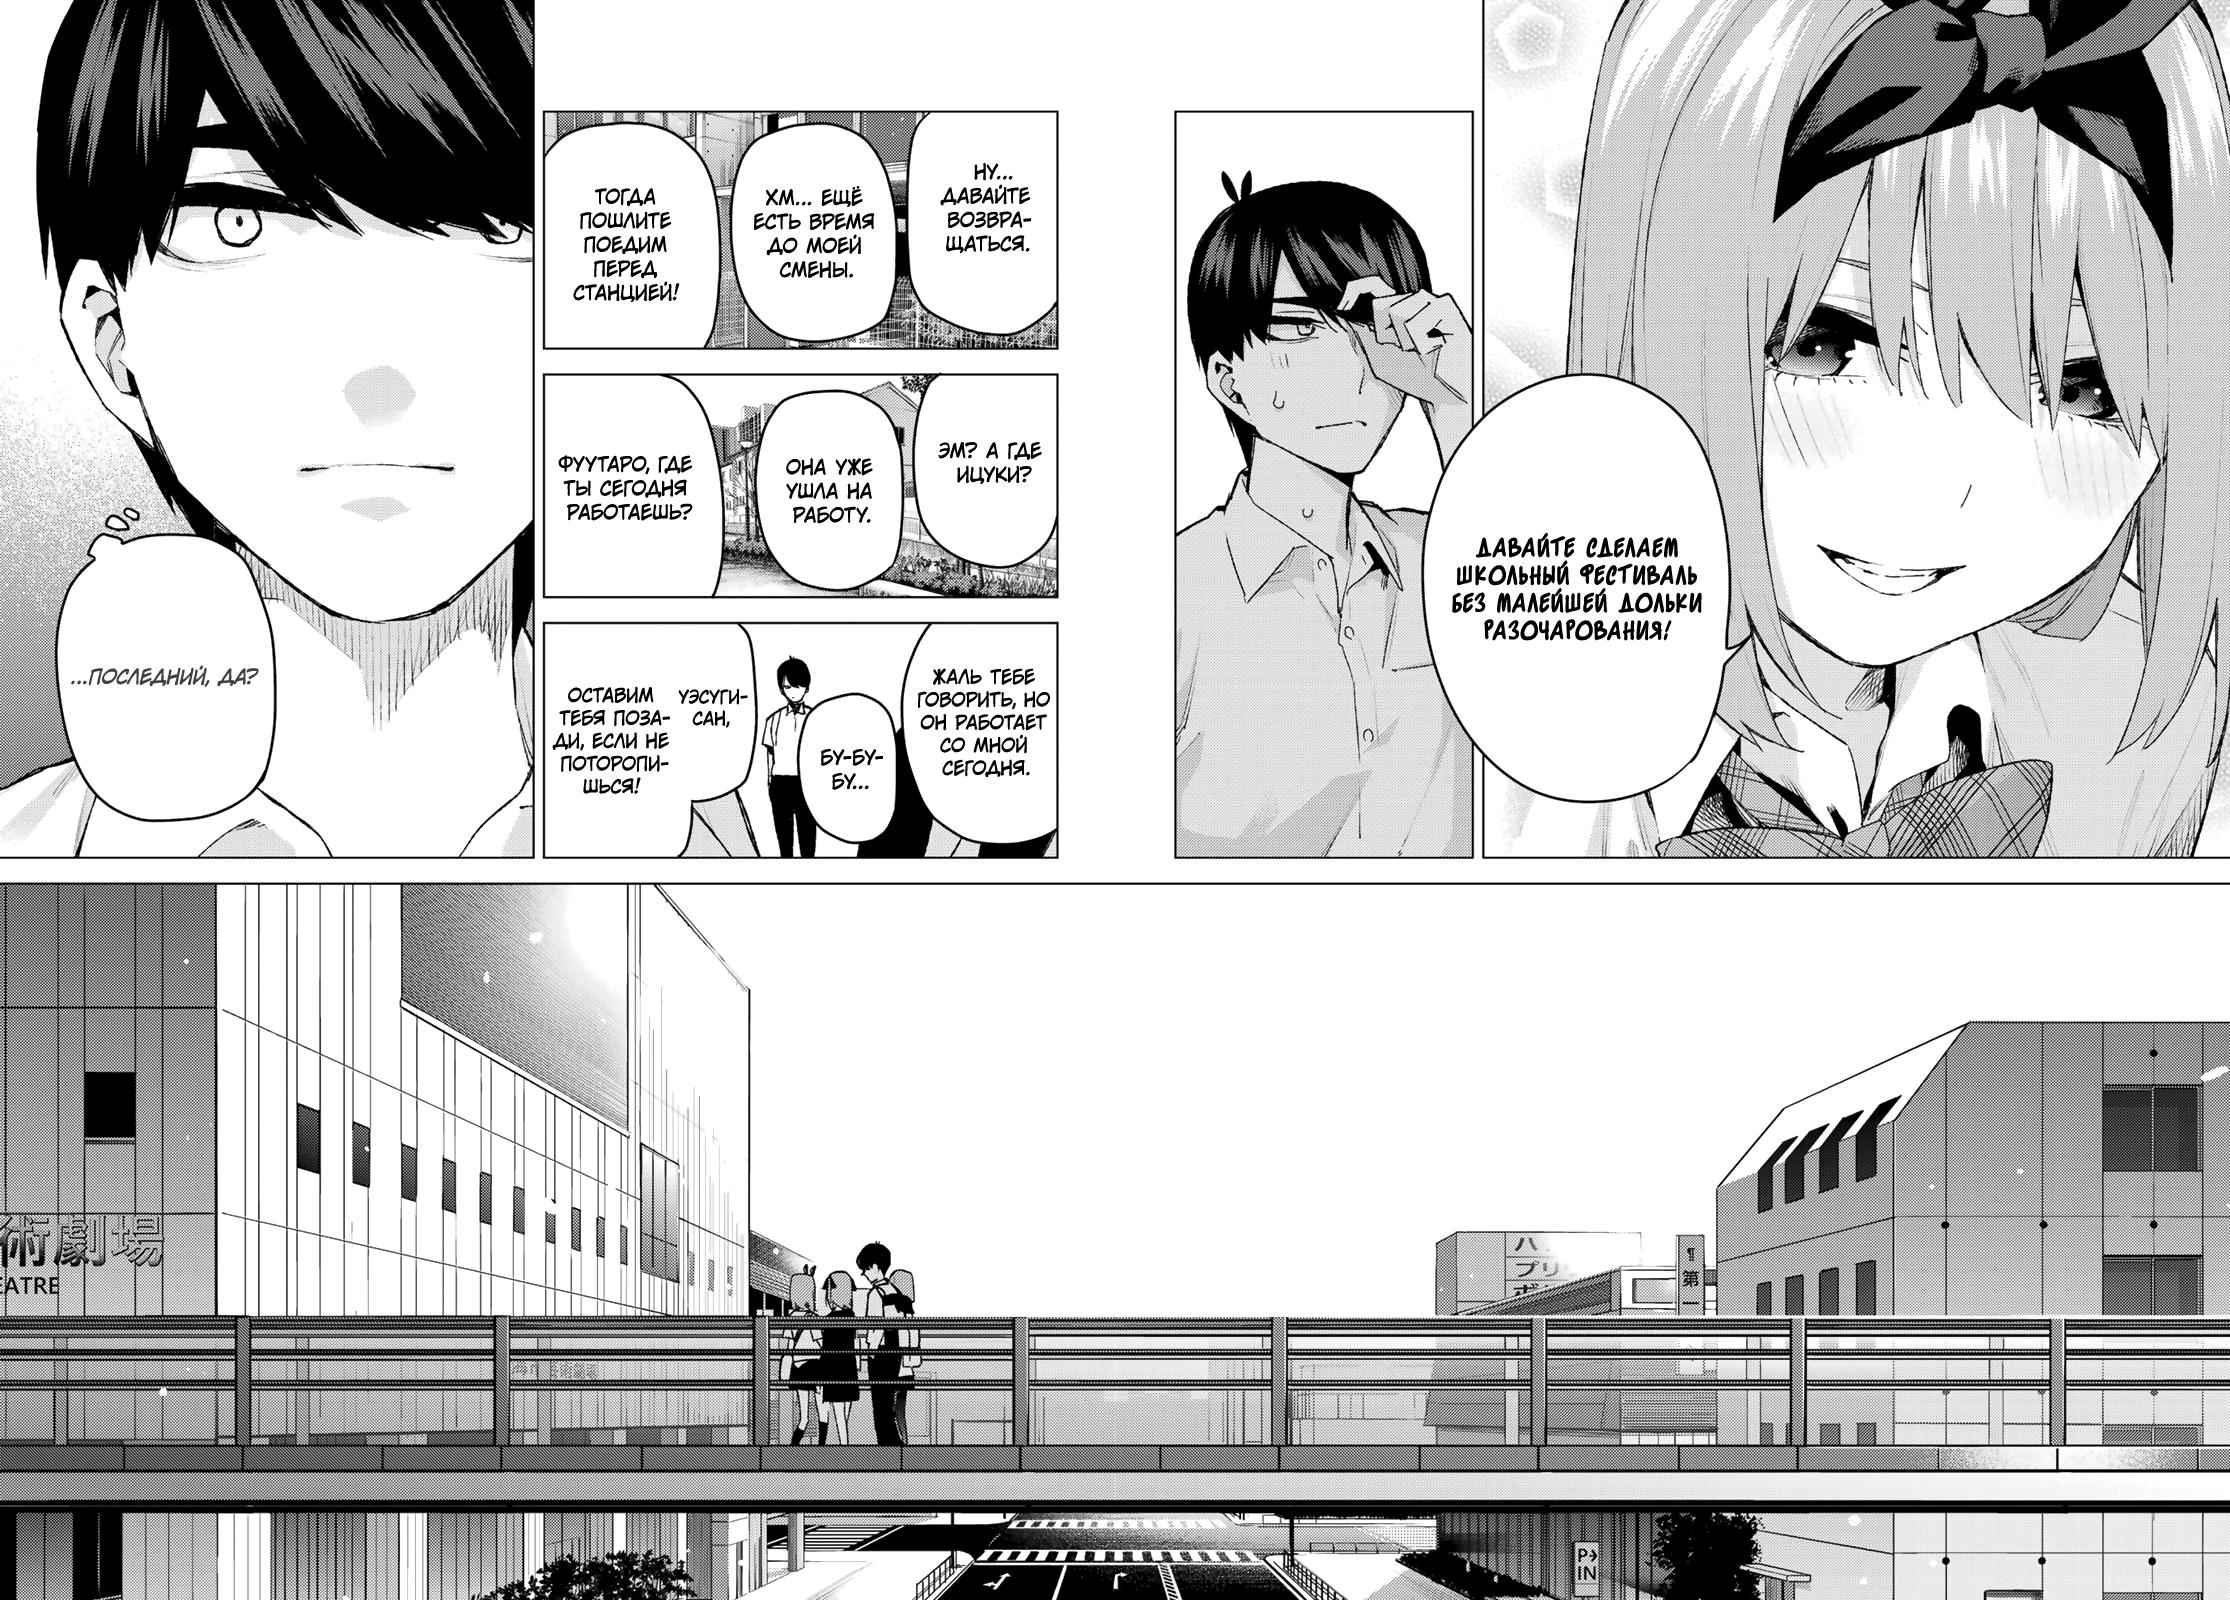 ДАВАЙТЕ СДЕЛАЕМ
ШКОЛЬНЫЙ ФЕСТИВАЛЬ
БЕЗ МАЛЕЙШЕЙ ДОЛЬКИ
РАЗОЧАРОВАНИЯ!
НУ...
ДАВАЙТЕ
ВОЗВРА-
ЩАТЬСЯ.
ХМ... ЕЩЁ
ЕСТЬ ВРЕМЯ
ДО МОЕЙ
СМЕНЫ.
ТОГДА
ПОШЛИТЕ
ПОЕДИМ
ПЕРЕД
СТАНЦИЕЙ!
ЭМ? А ГДЕ
ИЦУКИ?
ОНА УЖЕ
УШЛА НА
РАБОТУ.
ФУУТАРО, ГДЕ
ТЫ СЕГОДНЯ
РАБОТАЕШЬ?
ЖАЛЬ ТЕБЕ
ГОВОРИТЬ, НО
ОН РАБОТАЕТ
СО МНОЙ
СЕГОДНЯ.
БУ-БУ-
БУ...
УЭСУГИ-
САН,
ОСТАВИМ
ТЕБЯ ПОЗА-
ДИ, ЕСЛИ НЕ
ПОТОРОПИ-
ШЬСЯ!
...ПОСЛЕДНИЙ, ДА?
術劇場
EATRE
プリ
第一
P→
IN